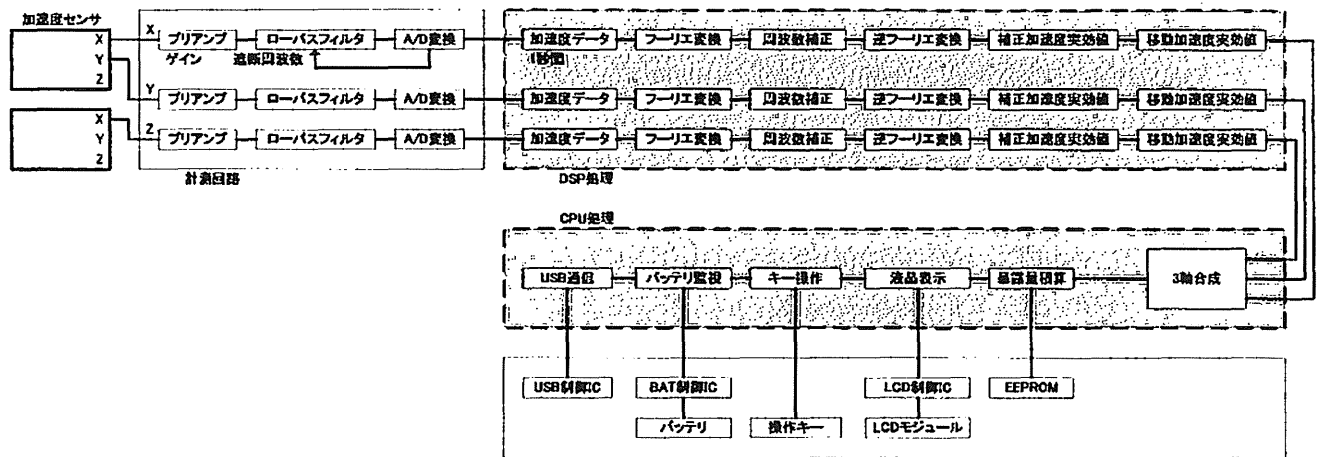 加速度センサ
X
Y
Z
X
Y
Z
X プリアンプ ローパスフィルタ A/D変換 加速度データ フーリエ変換 周波数補正 逆フーリエ変換 補正加速度実効値 移動加速度実効値
ゲイン 遮断周波数 1秒間
Y プリアンプ ローパスフィルタ A/D変換 加速度データ フーリエ変換 周波数補正 逆フーリエ変換 補正加速度実効値 移動加速度実効値
Z プリアンプ ローパスフィルタ A/D変換 加速度データ フーリエ変換 周波数補正 逆フーリエ変換 補正加速度実効値 移動加速度実効値
計測回路 DSP処理
CPU処理
USB通信 バッテリ監視 キー操作 液晶表示 暴露量積算 3軸合成
USB制御IC BAT制御IC LCD制御IC EEPROM
バッテリ 操作キー LCDモジュール